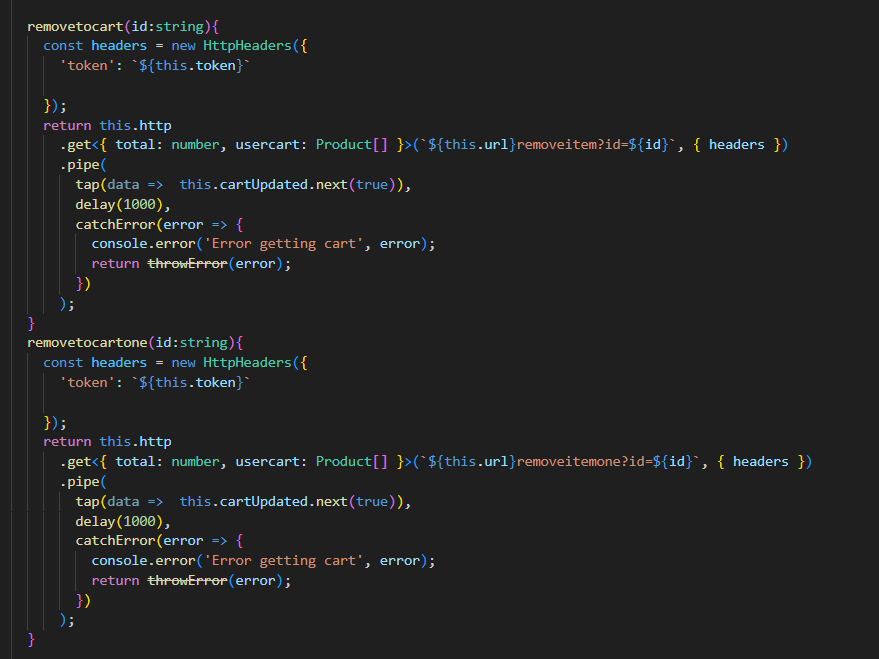 removetocart(id:string){
  const headers = new HttpHeaders({
    'token': `${this.token}`

  });
  return this.http
    .get<{ total: number, usercart: Product[] }>(`${this.url}removeitem?id=${id}`, { headers })
    .pipe(
      tap(data =>  this.cartUpdated.next(true)),
      delay(1000),
      catchError(error => {
        console.error('Error getting cart', error);
        return throwError(error);
      })
    );
}
removetocartone(id:string){
  const headers = new HttpHeaders({
    'token': `${this.token}`

  });
  return this.http
    .get<{ total: number, usercart: Product[] }>(`${this.url}removeitemone?id=${id}`, { headers })
    .pipe(
      tap(data =>  this.cartUpdated.next(true)),
      delay(1000),
      catchError(error => {
        console.error('Error getting cart', error);
        return throwError(error);
      })
    );
}